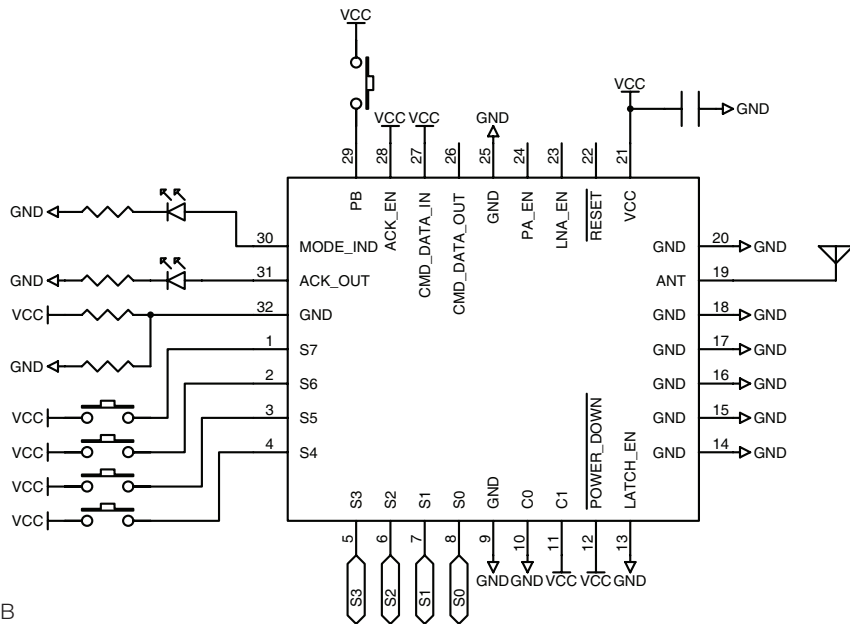 VCC
VCC
VCC
GND
VCC
GND
29
28
27
26
25
24
23
22
21
PB
ACK_EN
CMD_DATA_IN
CMD_DATA_OUT
GND
PA_EN
LNA_EN
RESET
VCC
GND
30
MODE_IND
GND
20
GND
GND
31
ACK_OUT
ANT
19
VCC
32
GND
GND
18
GND
GND
1
S7
GND
17
GND
2
S6
GND
16
GND
VCC
3
S5
GND
15
GND
VCC
4
S4
GND
14
GND
VCC
VCC
S3
S2
S1
S0
GND
C0
C1
POWER_DOWN
LATCH_EN
5
6
7
8
9
10
11
12
13
S3
S2
S1
S0
GND
GND
VCC
VCC
GND
B